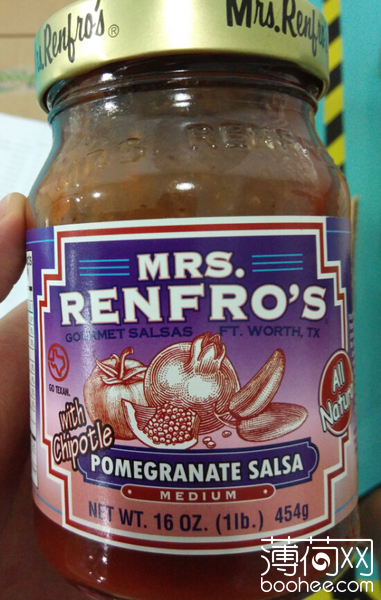 Mrs. Renfro's®
Mrs. Renfro's
MRS.
RENFRO'S
GOURMET SALSAS FT. WORTH, TX
GO TEXAN.
All Natural
with Chipotle
POMEGRANATE SALSA
MEDIUM
NET WT. 16 OZ. (1lb.) 454g
薄荷网
boohee.com